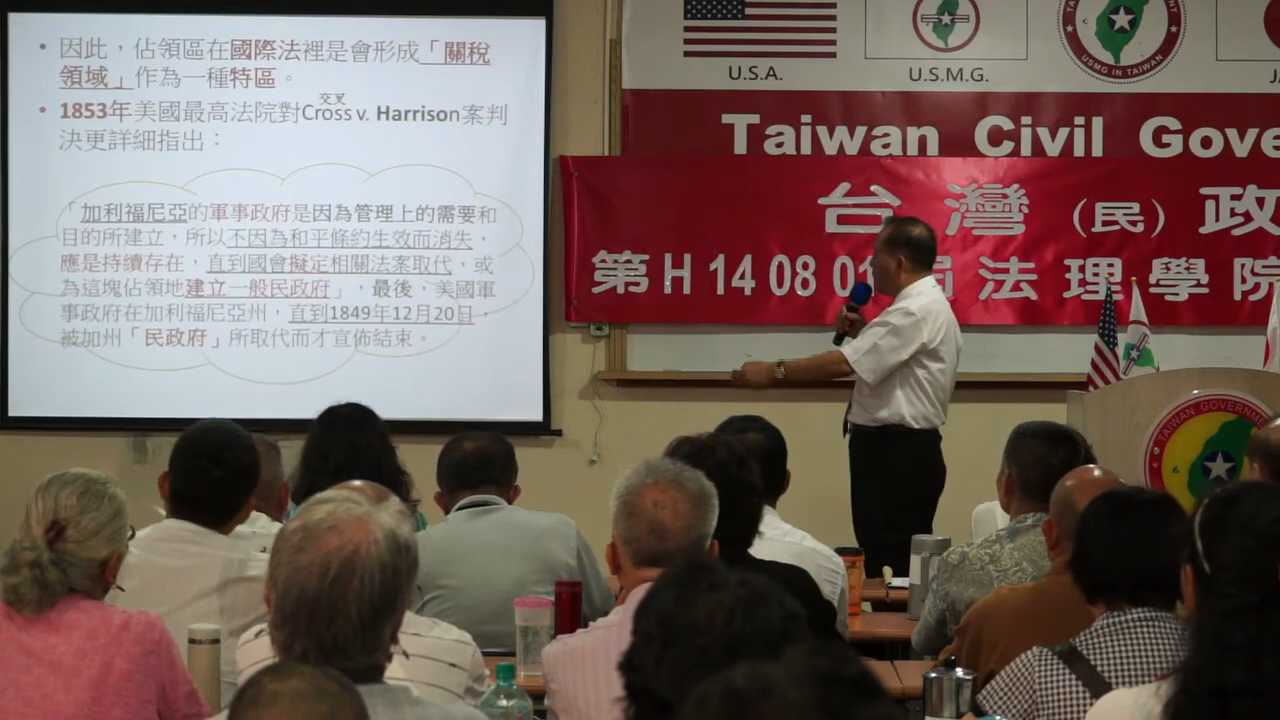 • 因此，佔領區在國際法裡是會形成「關稅
領域」作為一種特區。
交叉
• 1853年美國最高法院對Cross v. Harrison案判
決更詳細指出：
「加利福尼亞的軍事政府是因為管理上的需要和
目的所建立，所以不因為和平條約生效而消失，
應是持續存在，直到國會擬定相關法案取代，或
為這塊佔領地建立一般民政府」，最後，美國軍
事政府在加利福尼亞州，直到1849年12月20日，
被加州「民政府」所取代而才宣佈結束。
U.S.A.
U.S.M.G.
USMG IN TAIWAN
Taiwan Civil Gove
台灣（民）政
第H14 08 01
法理學院
TAIWAN GOVERNMENT